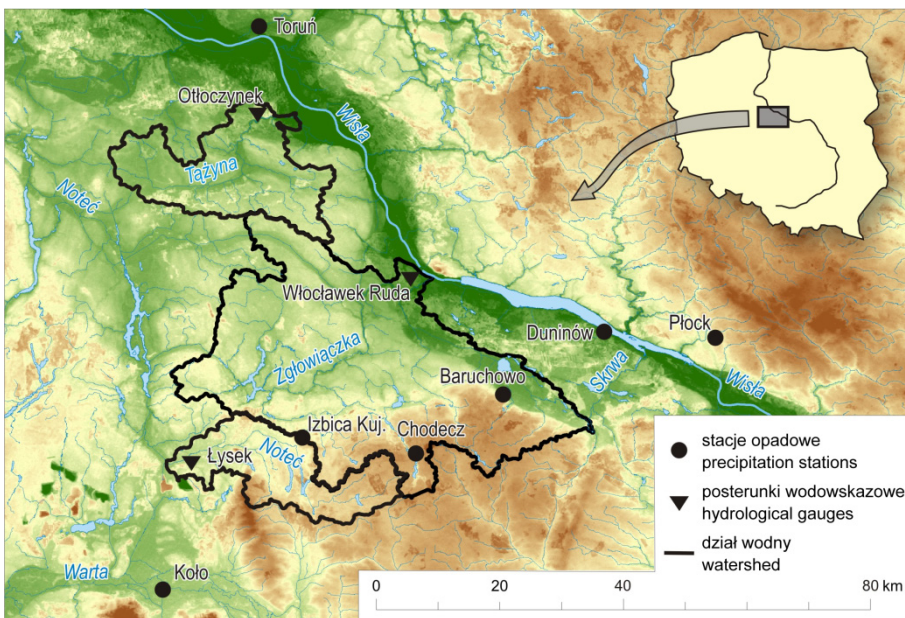 Toruń
Otłoczynek
Wisła
Tążyna
Noteć
Włocławek Ruda
Duninów
Płock
Zgłowiączka
Skrwa
Baruchowo
Wisła
Izbica Kuj.
Chodecz
Łysek
Noteć
Warta
Koło
stacje opadowe
precipitation stations
posterunki wodowskazowe
hydrological gauges
dział wodny
watershed
0 20 40 80 km